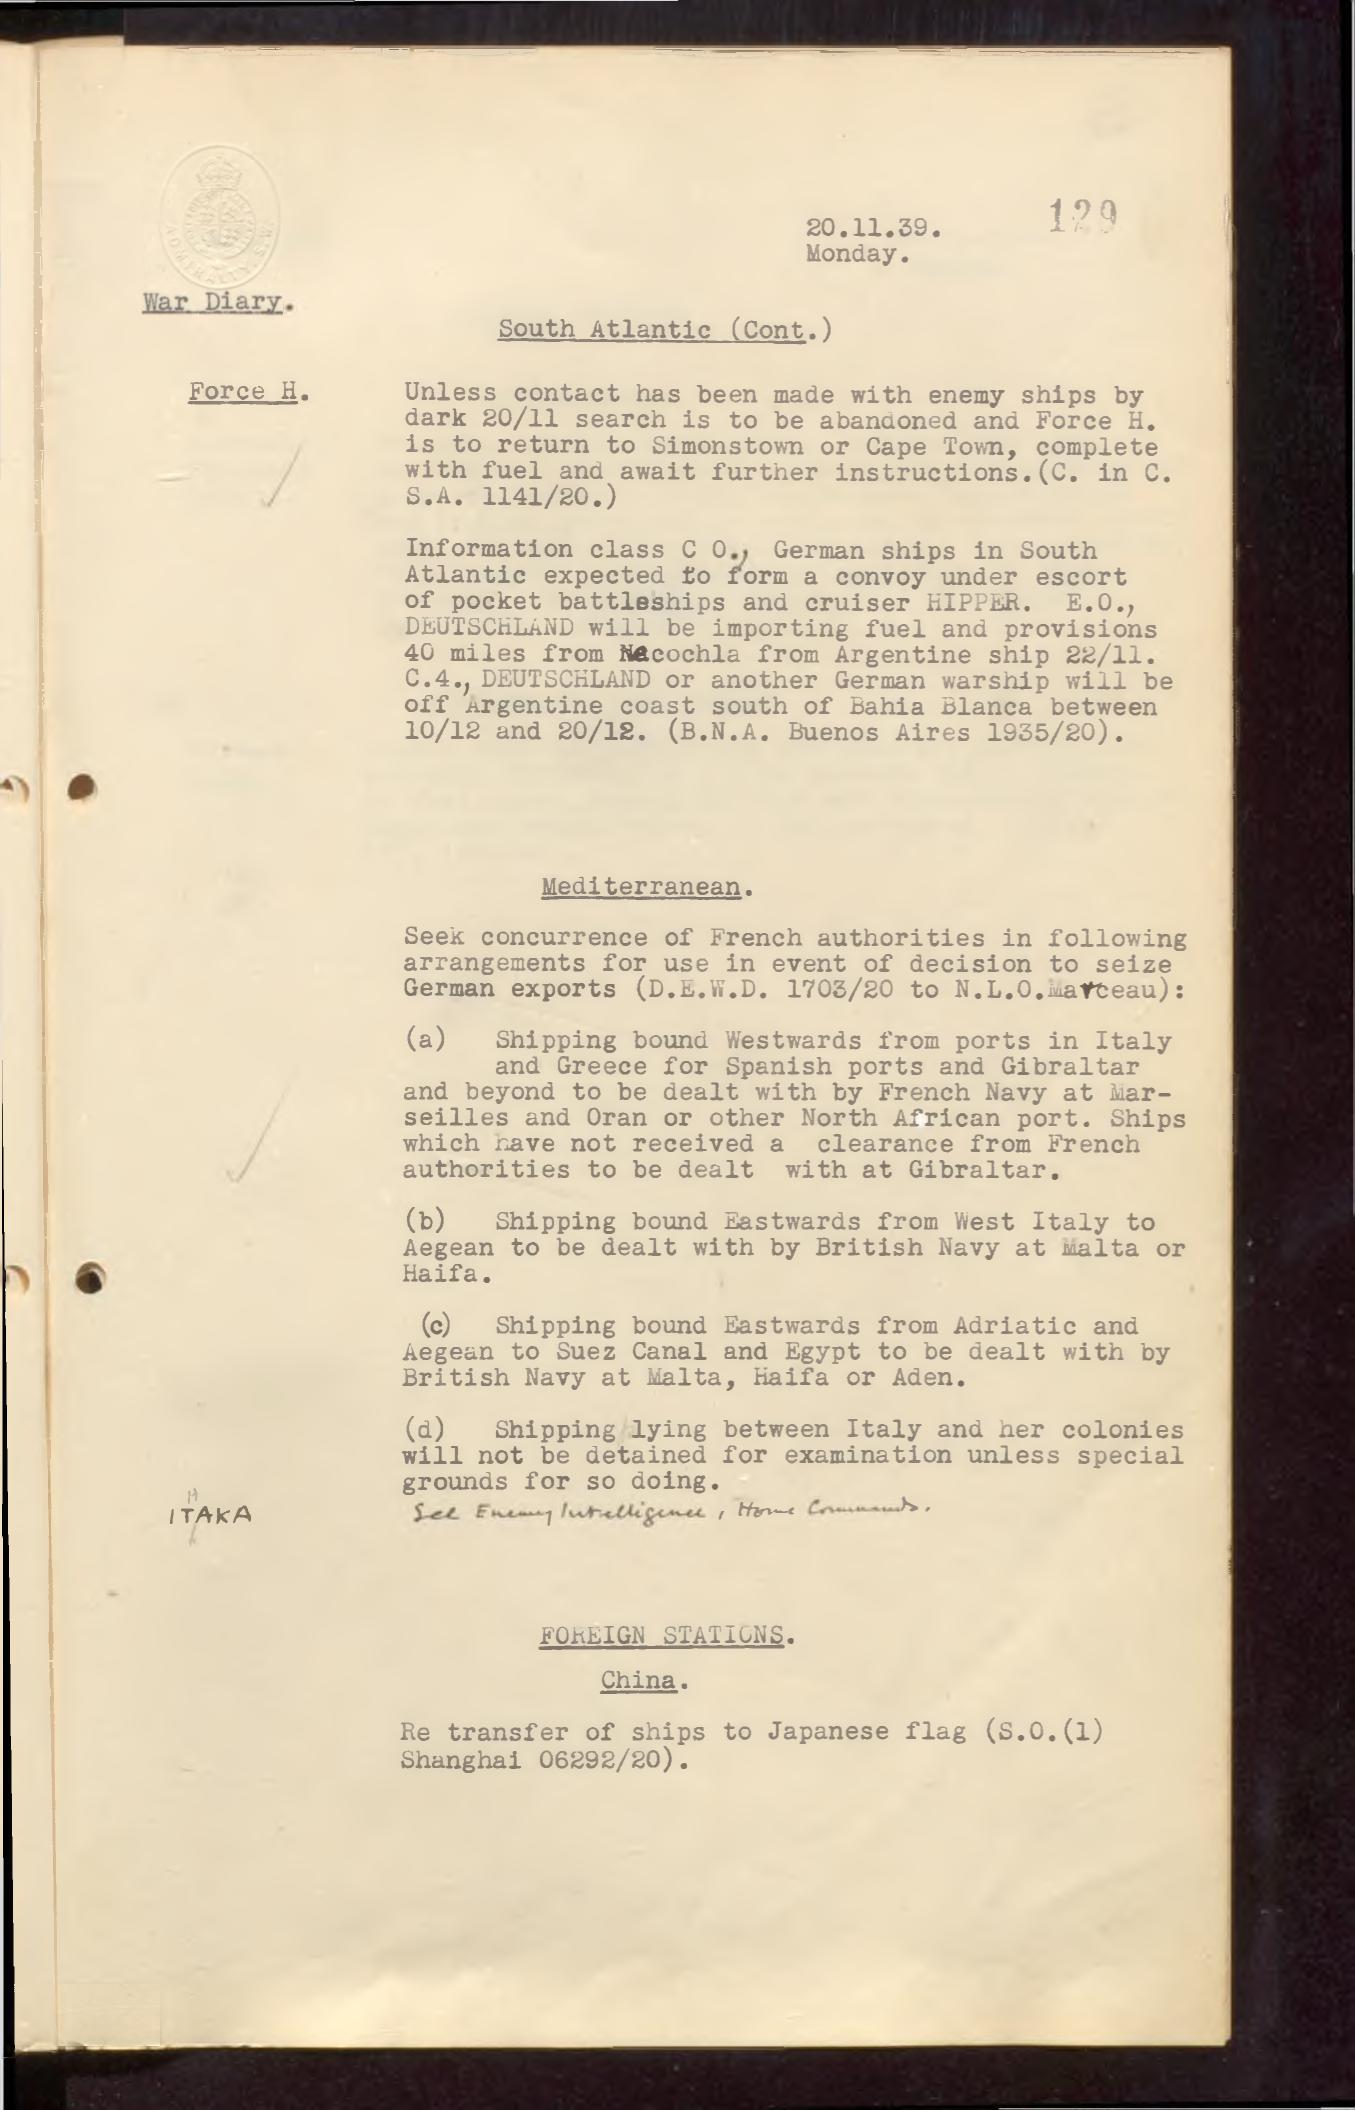 129
20.11.39.
Monday.
ADMIRALTY. S.W.
War Diary.
South Atlantic (Cont.)
Force H.
Unless contact has been made with enemy ships by
dark 20/11 search is to be abandoned and Force H.
is to return to Simonstown or Cape Town, complete
with fuel and await further instructions.(C. in C.
S.A. 1141/20.)
Information class C O., German ships in South
Atlantic expected to form a convoy under escort
of pocket battleships and cruiser HIPPER. E.O.,
DEUTSCHLAND will be importing fuel and provisions
40 miles from Necochla from Argentine ship 22/11.
C.4., DEUTSCHLAND or another German warship will be
off Argentine coast south of Bahia Blanca between
10/12 and 20/12. (B.N.A. Buenos Aires 1935/20).
Mediterranean.
Seek concurrence of French authorities in following
arrangements for use in event of decision to seize
German exports (D.E.W.D. 1703/20 to N.L.O.Marceau):
(a) Shipping bound Westwards from ports in Italy
and Greece for Spanish ports and Gibraltar
and beyond to be dealt with by French Navy at Mar-
seilles and Oran or other North African port. Ships
which have not received a clearance from French
authorities to be dealt with at Gibraltar.
(b) Shipping bound Eastwards from West Italy to
Aegean to be dealt with by British Navy at Malta or
Haifa.
(c) Shipping bound Eastwards from Adriatic and
Aegean to Suez Canal and Egypt to be dealt with by
British Navy at Malta, Haifa or Aden.
(d) Shipping lying between Italy and her colonies
will not be detained for examination unless special
grounds for so doing.
H
ITAKA
See Enemy Intelligence, Home Commands.
FOREIGN STATIONS.
China.
Re transfer of ships to Japanese flag (S.O.(1)
Shanghai 06292/20).